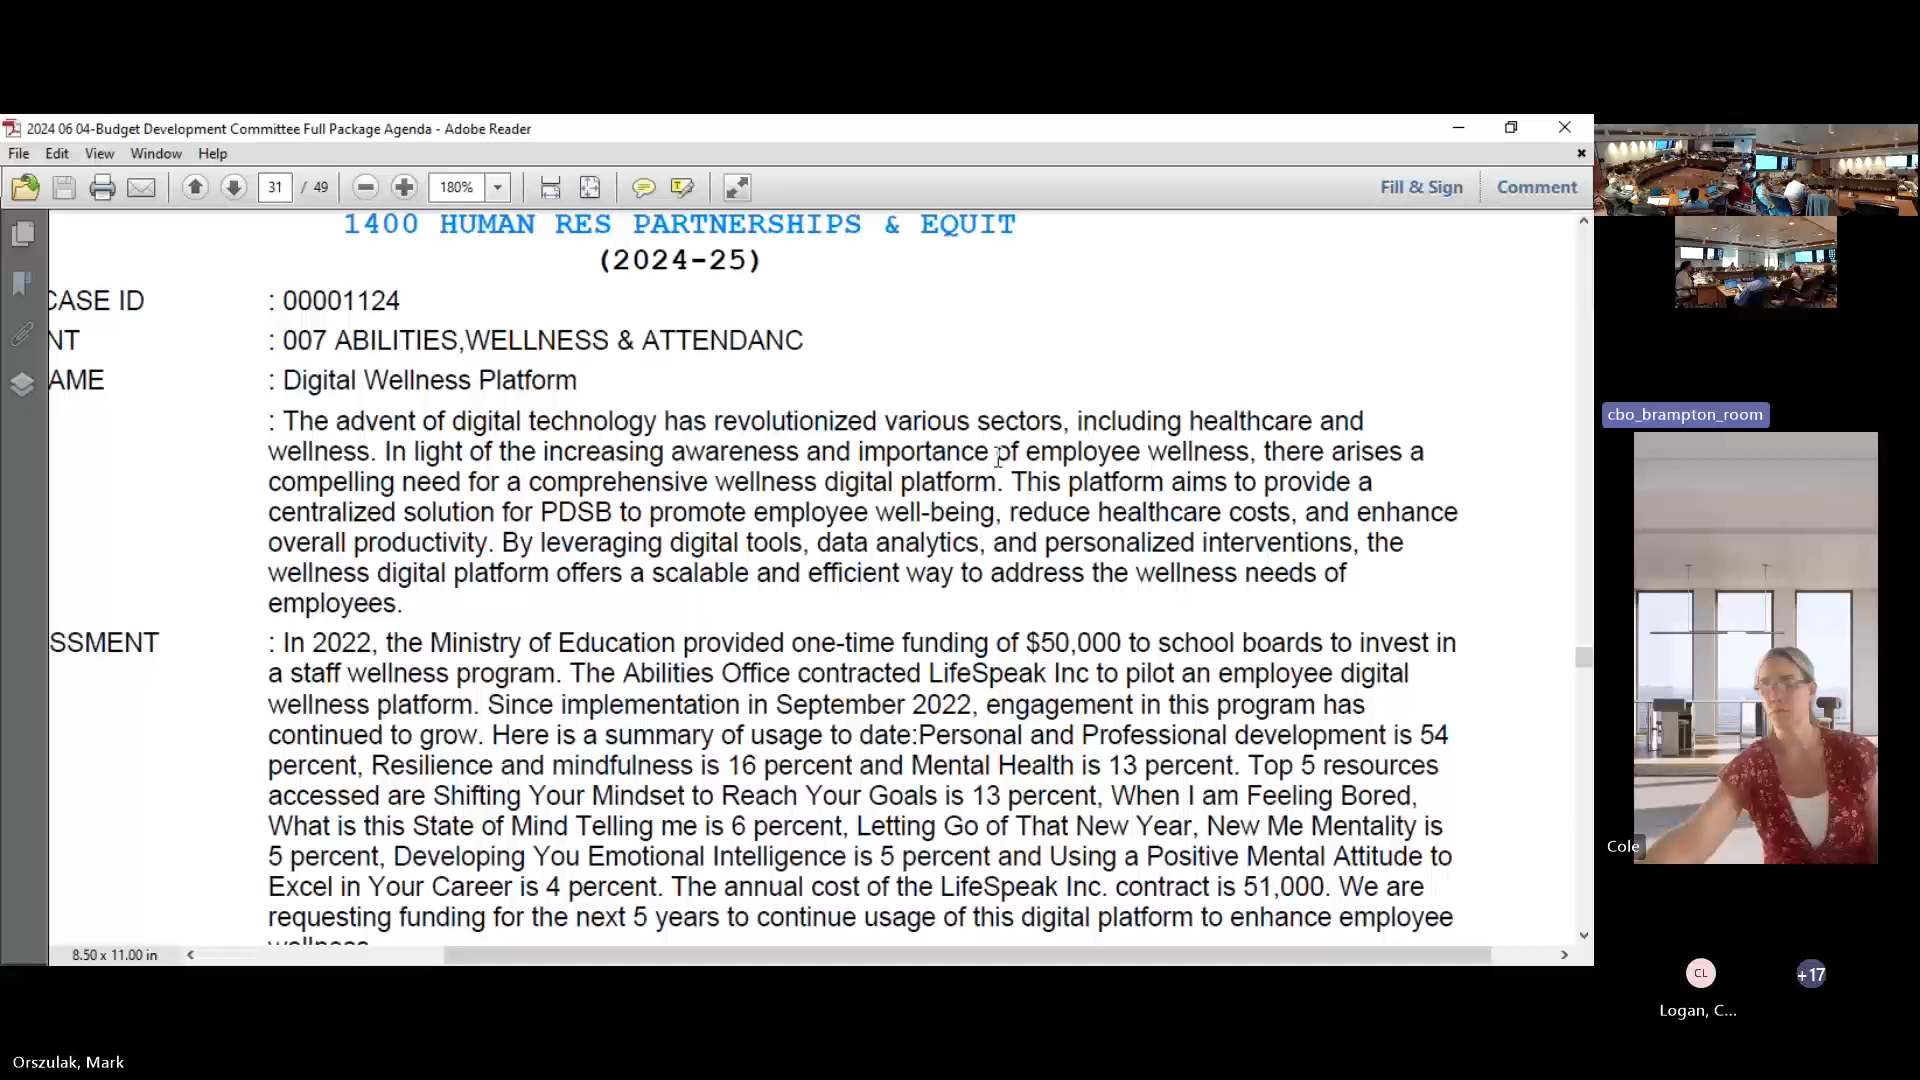 2024 06 04-Budget Development Committee Full Package Agenda - Adobe Reader
File Edit View Window Help
31 / 49
180%
Fill & Sign
Comment
1400 HUMAN RES PARTNERSHIPS & EQUIT
(2024-25)
CASE ID : 00001124
NT : 007 ABILITIES,WELLNESS & ATTENDANC
AME : Digital Wellness Platform
: The advent of digital technology has revolutionized various sectors, including healthcare and
wellness. In light of the increasing awareness and importance of employee wellness, there arises a
compelling need for a comprehensive wellness digital platform. This platform aims to provide a
centralized solution for PDSB to promote employee well-being, reduce healthcare costs, and enhance
overall productivity. By leveraging digital tools, data analytics, and personalized interventions, the
wellness digital platform offers a scalable and efficient way to address the wellness needs of
employees.
SSMENT : In 2022, the Ministry of Education provided one-time funding of $50,000 to school boards to invest in
a staff wellness program. The Abilities Office contracted LifeSpeak Inc to pilot an employee digital
wellness platform. Since implementation in September 2022, engagement in this program has
continued to grow. Here is a summary of usage to date:Personal and Professional development is 54
percent, Resilience and mindfulness is 16 percent and Mental Health is 13 percent. Top 5 resources
accessed are Shifting Your Mindset to Reach Your Goals is 13 percent, When I am Feeling Bored,
What is this State of Mind Telling me is 6 percent, Letting Go of That New Year, New Me Mentality is
5 percent, Developing You Emotional Intelligence is 5 percent and Using a Positive Mental Attitude to
Excel in Your Career is 4 percent. The annual cost of the LifeSpeak Inc. contract is 51,000. We are
requesting funding for the next 5 years to continue usage of this digital platform to enhance employee
wellness.
8.50 x 11.00 in
cbo_brampton_room
Cole
CL
+17
Logan, C...
Orszulak, Mark